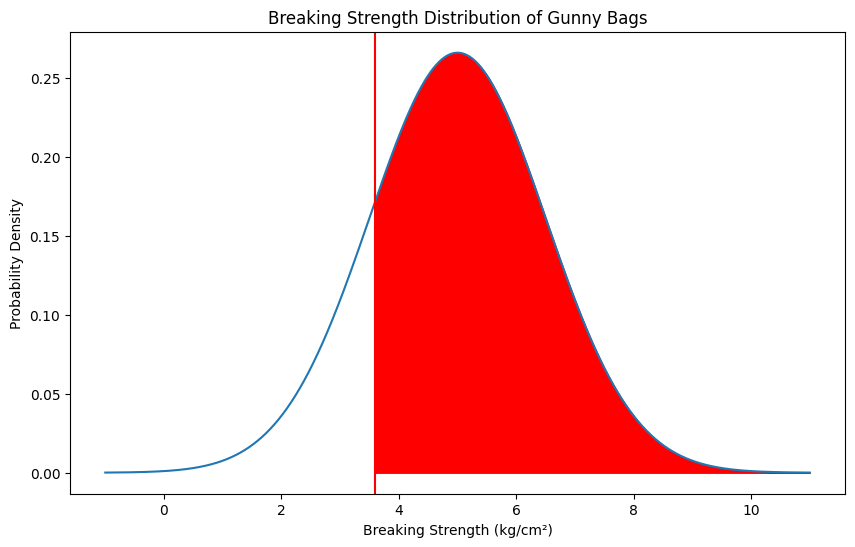 Breaking Strength Distribution of Gunny Bags
Probability Density
0.25
0.20
0.15
0.10
0.05
0.00
0 2 4 6 8 10
Breaking Strength (kg/cm²)